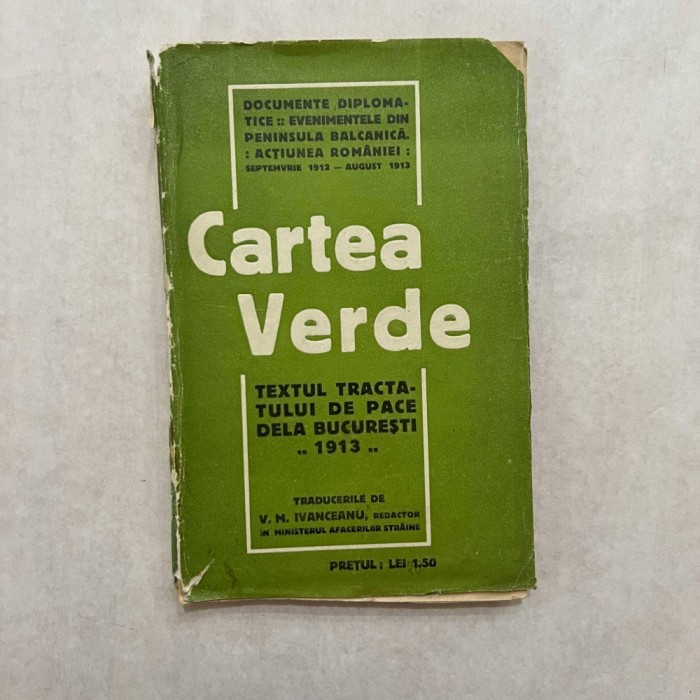 DOCUMENTE DIPLOMA-
TICE :: EVENIMENTELE DIN
PENINSULA BALCANICĂ.
: ACȚIUNEA ROMÂNIEI :
SEPTEMVRIE 1912 — AUGUST 1913
Cartea
Verde
TEXTUL TRACTA-
TULUI DE PACE
DELA BUCUREȘTI
.. 1913 ..
TRADUCERILE DE
V. M. IVANCEANU, REDACTOR
ÎN MINISTERUL AFACERILOR STRĂINE
PREȚUL: LEI 1.50